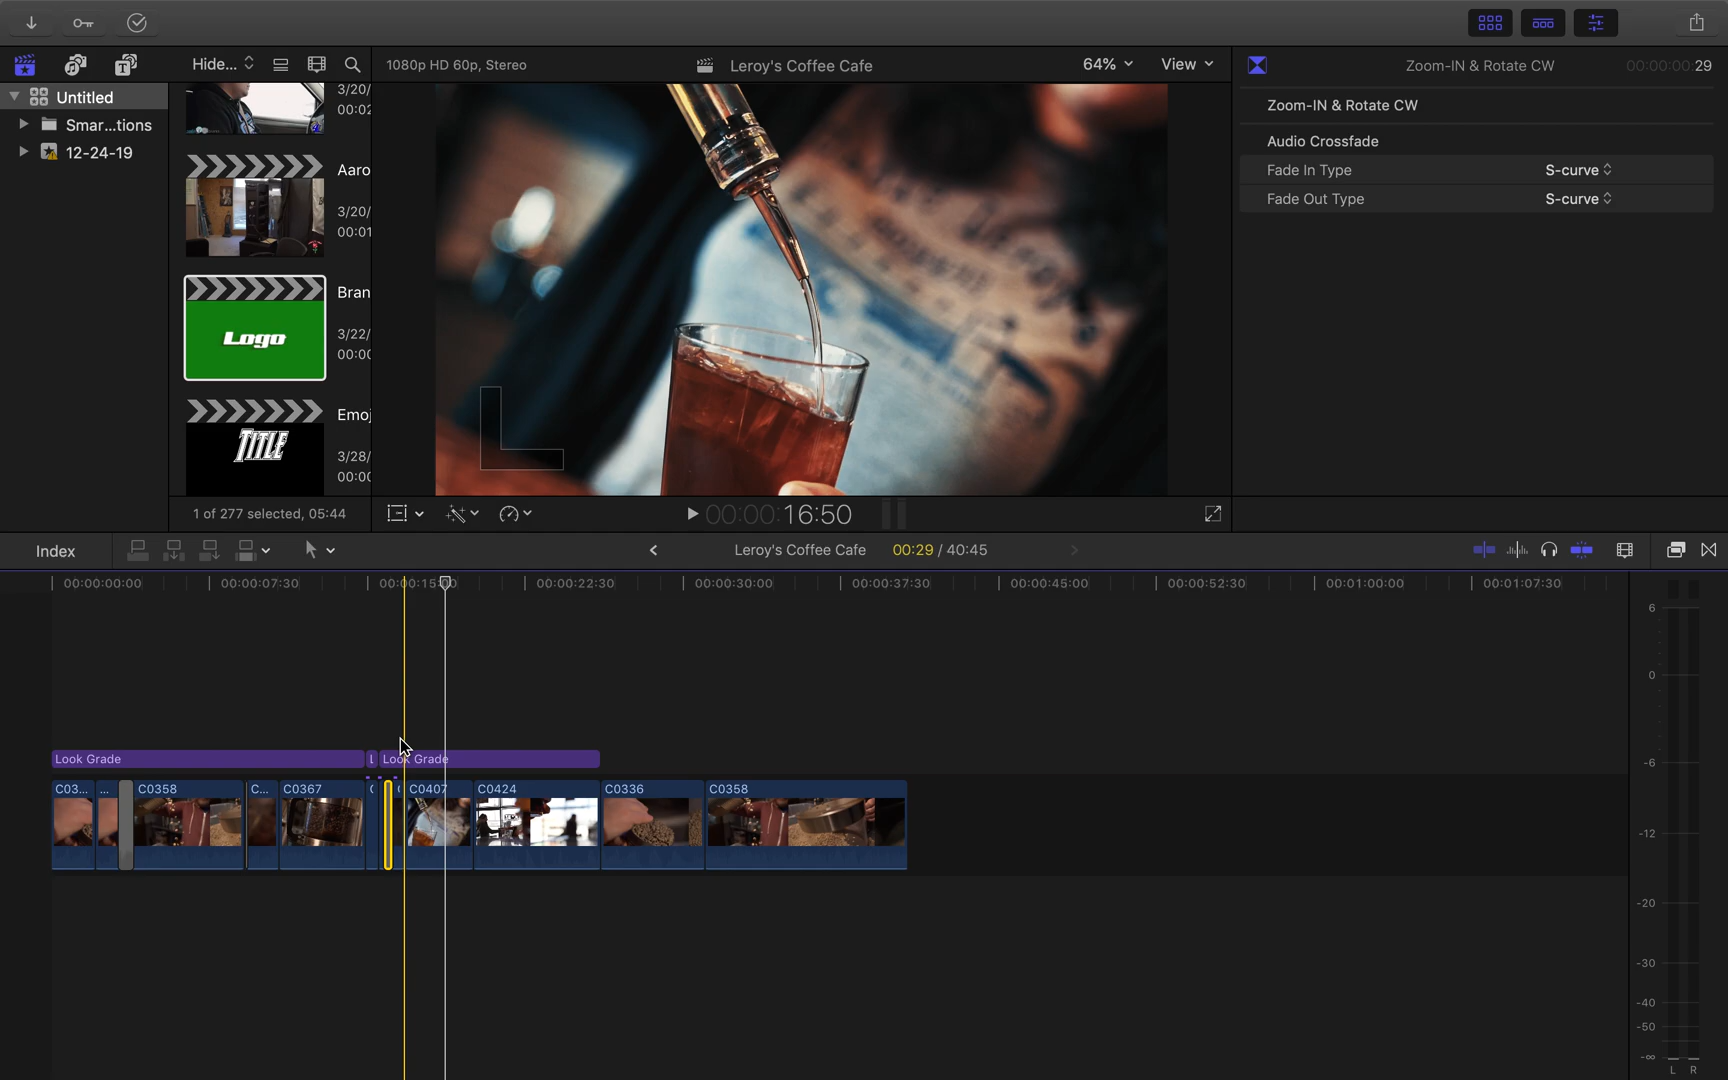 Hide...
1080p HD 60p, Stereo
Leroy's Coffee Cafe
64%
View
Zoom-IN & Rotate CW
00:00:00:29
Untitled
Smar...tions
12-24-19
3/20/
00:02
Aaro
3/20/
00:01
Bran
Logo
3/22/
00:00
Emoj
TITLE
3/28/
00:00
1 of 277 selected, 05:44
00:00:00:16:50
Zoom-IN & Rotate CW
Audio Crossfade
Fade In Type S-curve
Fade Out Type S-curve
Index
Leroy's Coffee Cafe
00:29 / 40:45
00:00:00:00 00:00:07:30 00:00:15:00 00:00:22:30 00:00:30:00 00:00:37:30 00:00:45:00 00:00:52:30 00:01:00:00 00:01:07:30
Look Grade L Look Grade
C03... ... C0358 C... C0367 C C C0407 C0424 C0336 C0358
6
0
-6
-12
-20
-30
-40
-50
-∞
L R